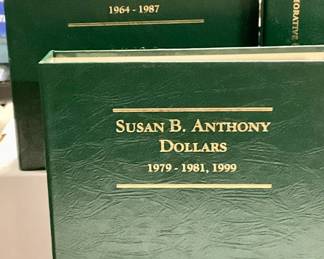 1964 - 1987
SUSAN B. ANTHONY
DOLLARS
1979 - 1981, 1999